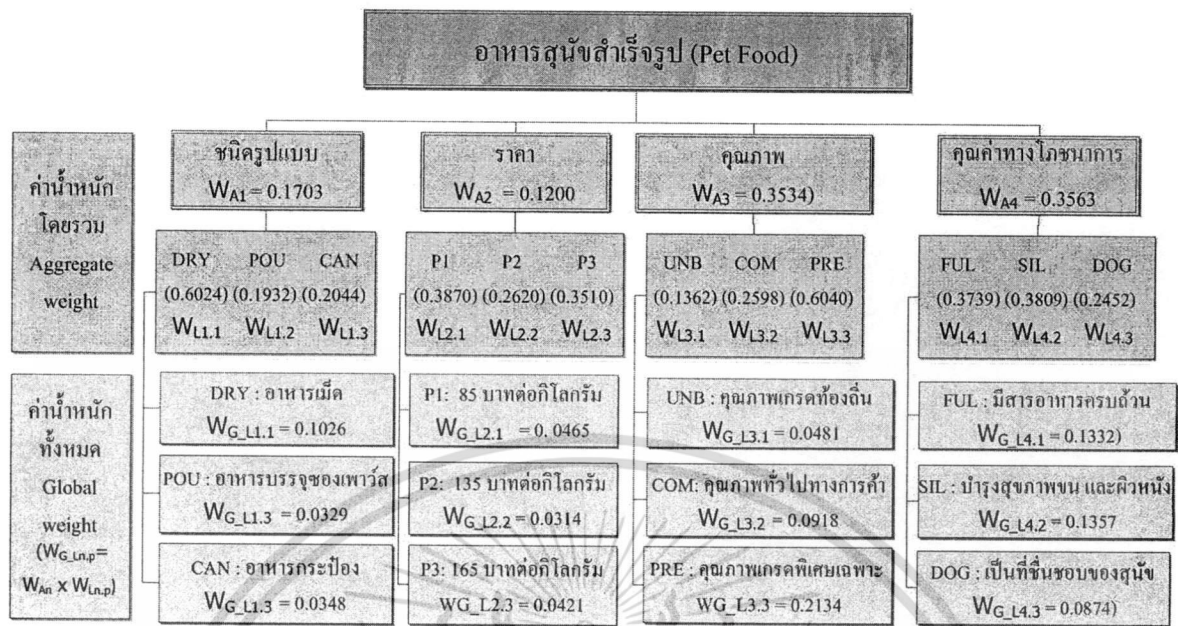 อาหารสุนัขสำเร็จรูป (Pet Food)
ค่าน้ำหนัก
โดยรวม
Aggregate
weight
ชนิดรูปแบบ
WA1 = 0.1703
ราคา
WA2 = 0.1200
คุณภาพ
WA3 = 0.3534)
คุณค่าทางโภชนาการ
WA4 = 0.3563
DRY POU CAN
(0.6024) (0.1932) (0.2044)
WL1.1 WL1.2 WL1.3
P1 P2 P3
(0.3870) (0.2620) (0.3510)
WL2.1 WL2.2 WL2.3
UNB COM PRE
(0.1362) (0.2598) (0.6040)
WL3.1 WL3.2 WL3.3
FUL SIL DOG
(0.3739) (0.3809) (0.2452)
WL4.1 WL4.2 WL4.3
ค่าน้ำหนัก
ทั้งหมด
Global
weight
(WG_Ln,p=
WAn x WLn,p)
DRY : อาหารเม็ด
WG_L1.1 = 0.1026
P1: 85 บาทต่อกิโลกรัม
WG_L2.1 = 0.0465
UNB : คุณภาพเกรดท้องถิ่น
WG_L3.1 = 0.0481
FUL : มีสารอาหารครบถ้วน
WG_L4.1 = 0.1332)
POU : อาหารบรรจุซองเพาว์ส
WG_L1.3 = 0.0329
P2: 135 บาทต่อกิโลกรัม
WG_L2.2 = 0.0314
COM: คุณภาพทั่วไปทางการค้า
WG_L3.2 = 0.0918
SIL : บำรุงสุขภาพขน และผิวหนัง
WG_L4.2 = 0.1357
CAN : อาหารกระป๋อง
WG_L1.3 = 0.0348
P3: 165 บาทต่อกิโลกรัม
WG_L2.3 = 0.0421
PRE : คุณภาพเกรดพิเศษเฉพาะ
WG_L3.3 = 0.2134
DOG : เป็นที่ชื่นชอบของสุนัข
WG_L4.3 = 0.0874)